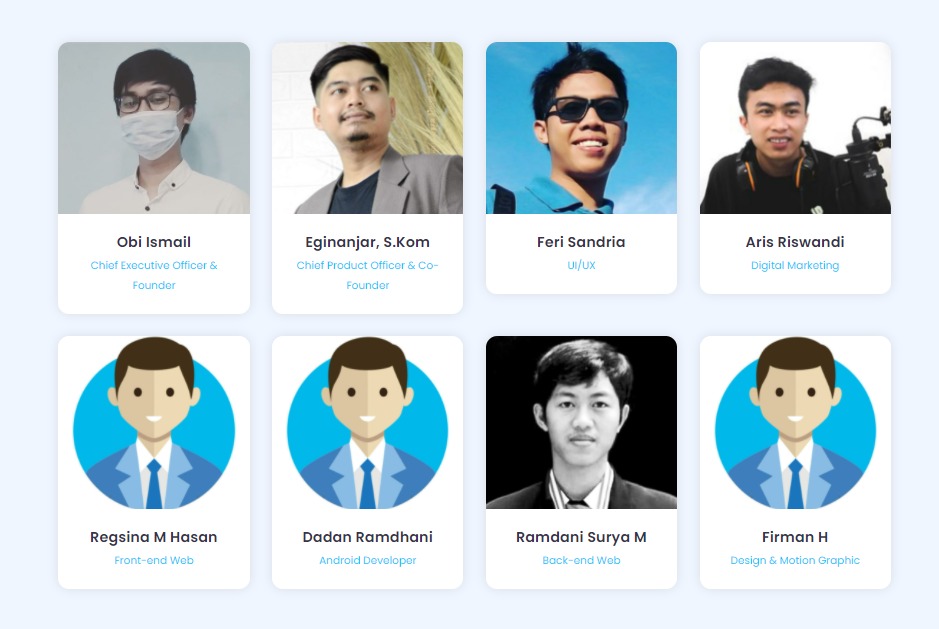 Obi Ismail
Chief Executive Officer &
Founder
Eginanjar, S.Kom
Chief Product Officer & Co-
Founder
Feri Sandria
UI/UX
Aris Riswandi
Digital Marketing
Regsina M Hasan
Front-end Web
Dadan Ramdhani
Android Developer
Ramdani Surya M
Back-end Web
Firman H
Design & Motion Graphic